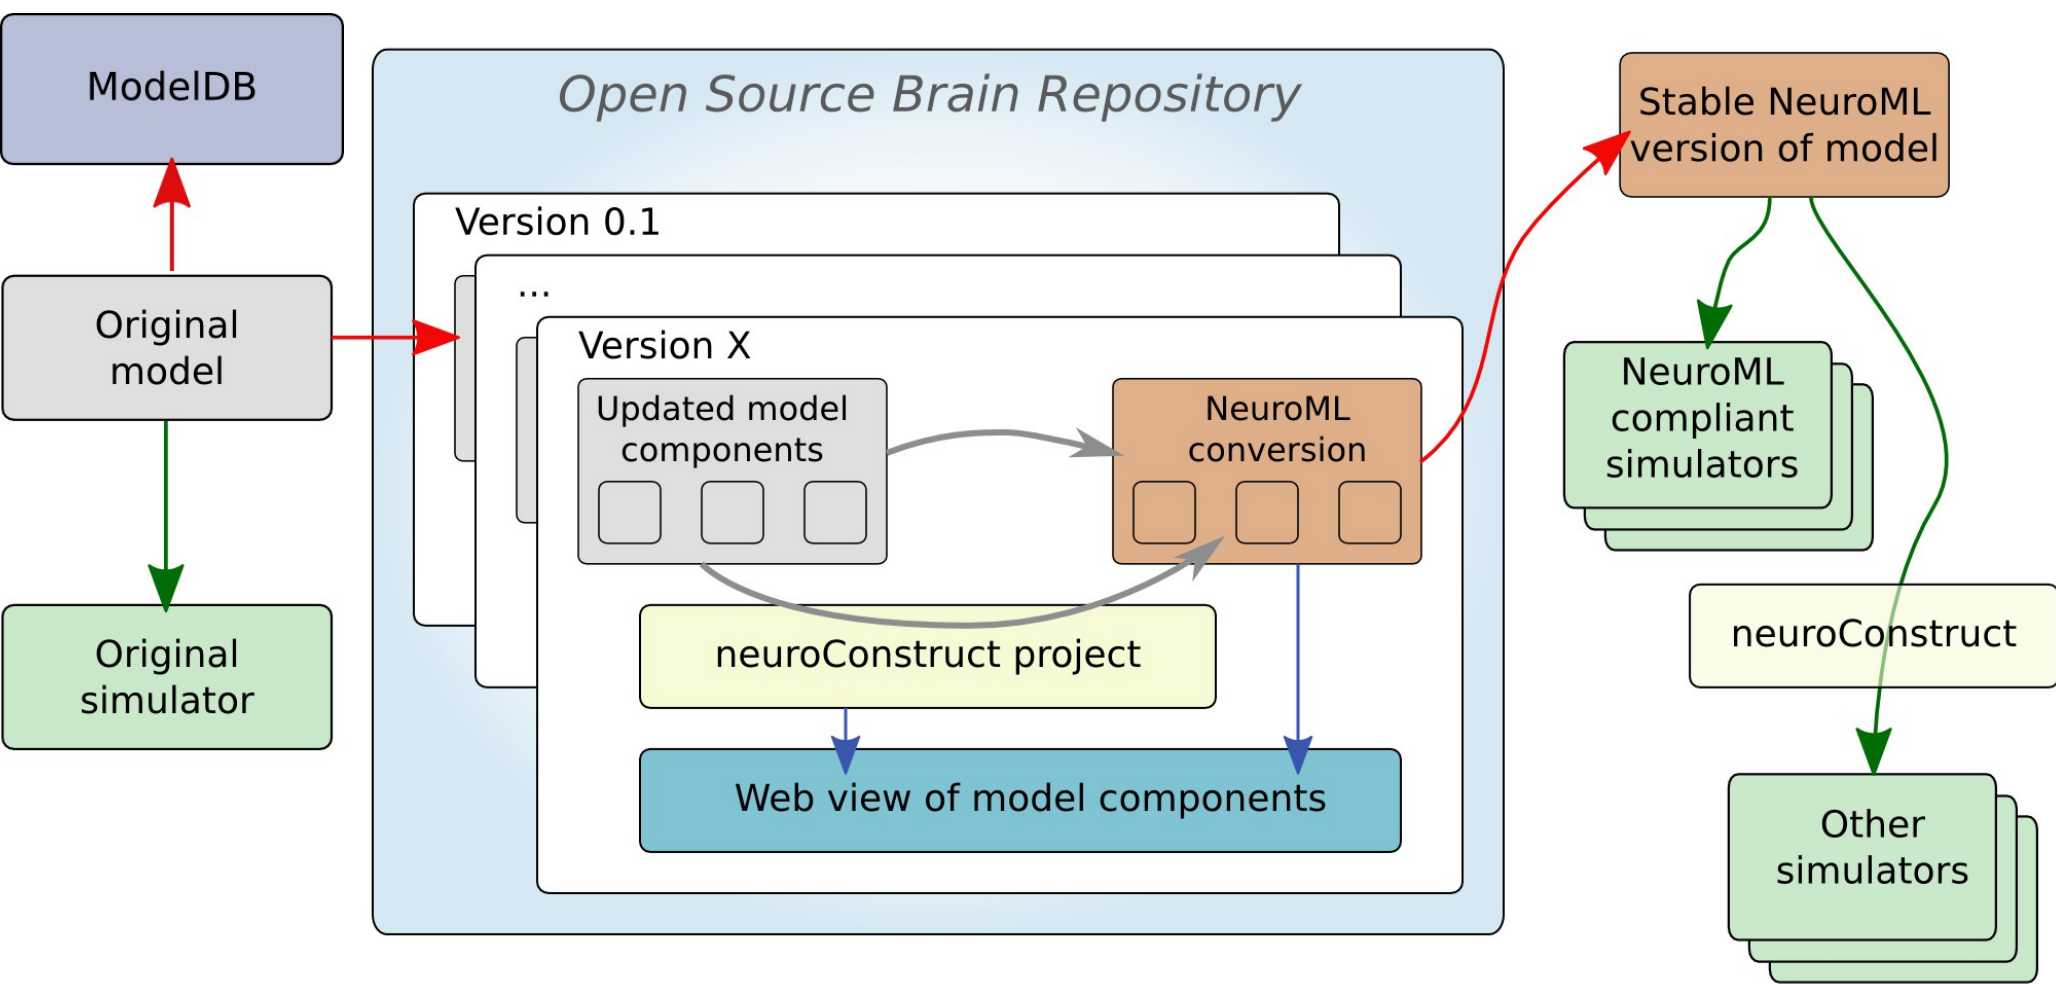 ModelDB
Original
model
Original
simulator
Open Source Brain Repository
Version 0.1
...
Version X
Updated model
components
NeuroML
conversion
neuroConstruct project
Web view of model components
Stable NeuroML
version of model
NeuroML
compliant
simulators
neuroConstruct
Other
simulators